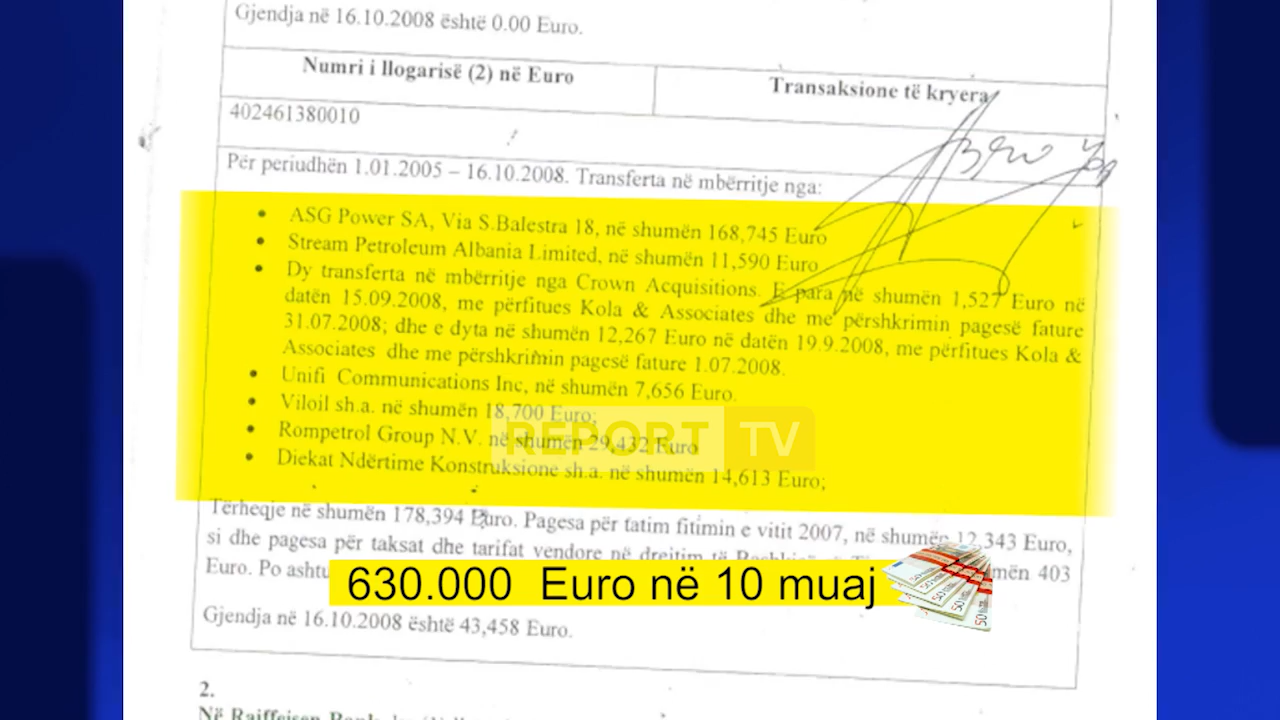 Gjendja në 16.10.2008 është 0.00 Euro.
Numri i llogarisë (2) në Euro
Transaksione të kryera
402461380010
Për periudhën 1.01.2005 – 16.10.2008. Transferta në mbërritje nga:
• ASG Power SA, Via S.Balestra 18, në shumën 168,745 Euro
• Stream Petroleum Albania Limited, në shumën 11,590 Euro
• Dy transferta në mbërritje nga Crown Acquisitions. E para në shumën 1,527 Euro në
datën 15.09.2008, me përfitues Kola & Associates dhe me përshkrimin pagesë fature
31.07.2008; dhe e dyta në shumën 12,267 Euro në datën 19.9.2008, me përfitues Kola &
Associates dhe me përshkrimin pagesë fature 1.07.2008.
• Unifi Communications Inc, në shumën 7,656 Euro.
• Viloil sh.a. në shumën 18,700 Euro;
• Rompetrol Group N.V. në shumën 29,432 Euro
REPORT TV
• Diekat Ndërtime Konstruksione sh.a. në shumën 14,613 Euro;
Tërheqje në shumën 178,394 Euro. Pagesa për tatim fitimin e vitit 2007, në shumën 12,343 Euro,
si dhe pagesa për taksat dhe tarifat vendore në drejtim të
403
Euro. Po ashtu
630.000 Euro në 10 muaj
Gjendja në 16.10.2008 është 43,458 Euro.
2.
Në Raiffeisen Bank